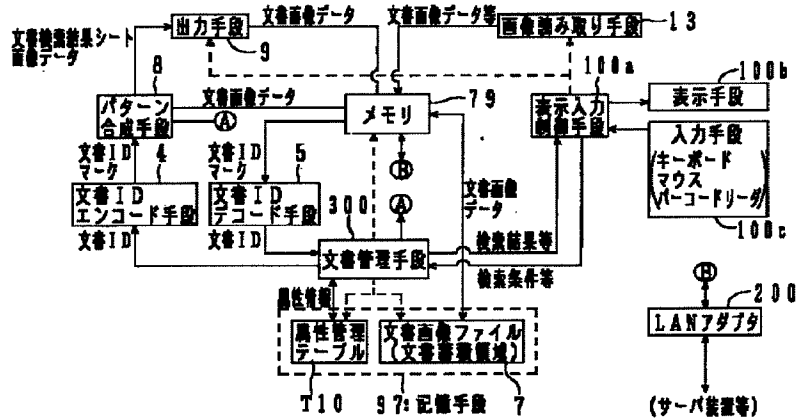 出力手段
文書画像データ
文書画像データ等
画像読み取り手段
13
文書検索結果シート
画像データ
9
100a
100b
8
パターン
合成手段
文書画像データ
A
メモリ
79
表示入力
制御手段
表示手段
文書ID
マーク
4
文書ID
マーク
5
B
入力手段
(キーボード
マウス
バーコードリーダ)
文書ID
エンコード手段
文書ID
デコード手段
300
A
文書画像
データ
100c
文書ID
文書ID
文書管理手段
検索結果等
検索条件等
B
200
属性情報
LANアダプタ
属性管理
テーブル
文書画像ファイル
(文書蓄積領域)
T10
97:記憶手段
7
(サーバ装置等)